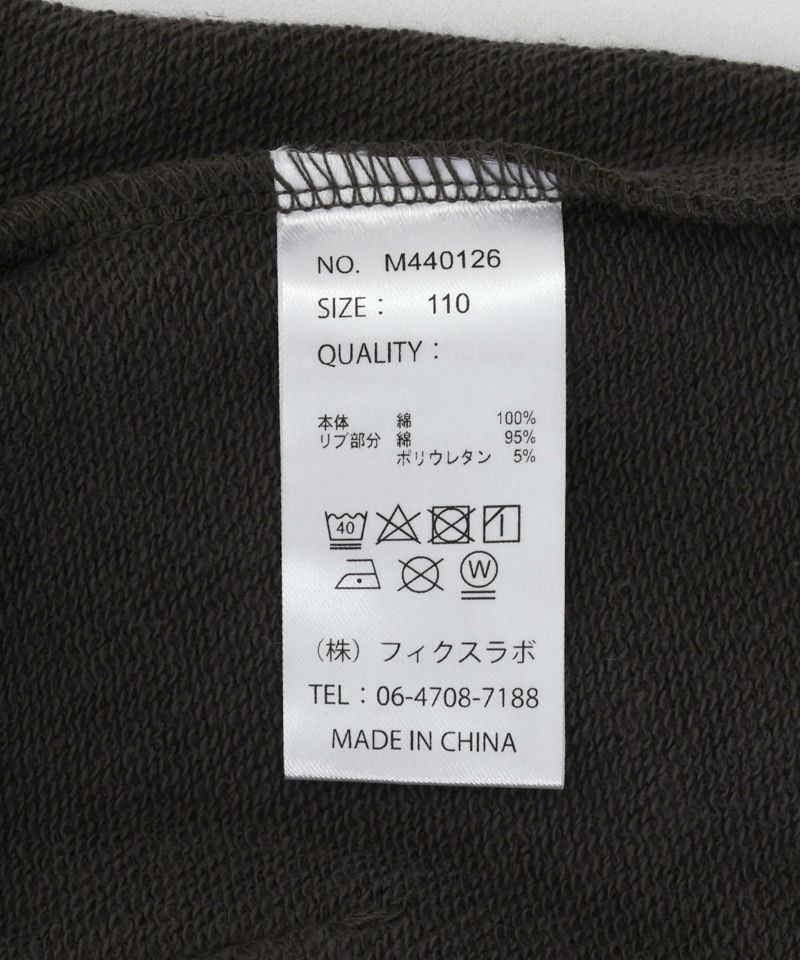 NO. M440126
SIZE： 110
QUALITY：
本体 綿 100%
リブ部分 綿 95%
ポリウレタン 5%
40
W
（株）フィクスラボ
TEL：06-4708-7188
MADE IN CHINA